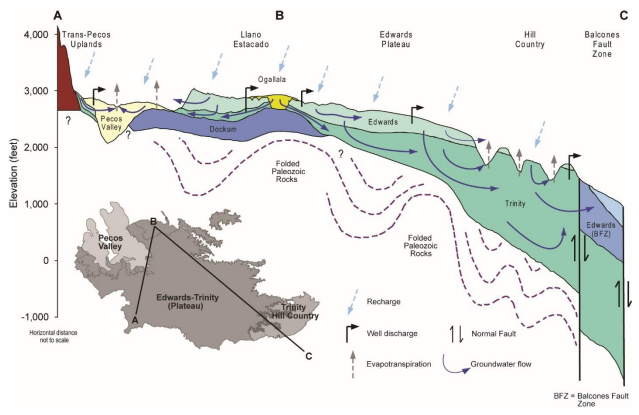 A
B
C
Trans-Pecos
Uplands
Llano
Estacado
Edwards
Plateau
Hill
Country
Balcones
Fault
Zone
4,000
3,000
2,000
1,000
0
-1,000
Elevation (feet)
Ogallala
Pecos
Valley
?
?
?
Dockum
Edwards
Trinity
Edwards
(BFZ)
Folded
Paleozoic
Rocks
Folded
Paleozoic
Rocks
Pecos
Valley
B
Edwards-Trinity
(Plateau)
Trinity
Hill Country
A
C
Horizontal distance
not to scale
Recharge
Well discharge
Normal Fault
Evapotranspiration
Groundwater flow
BFZ = Balcones Fault
Zone